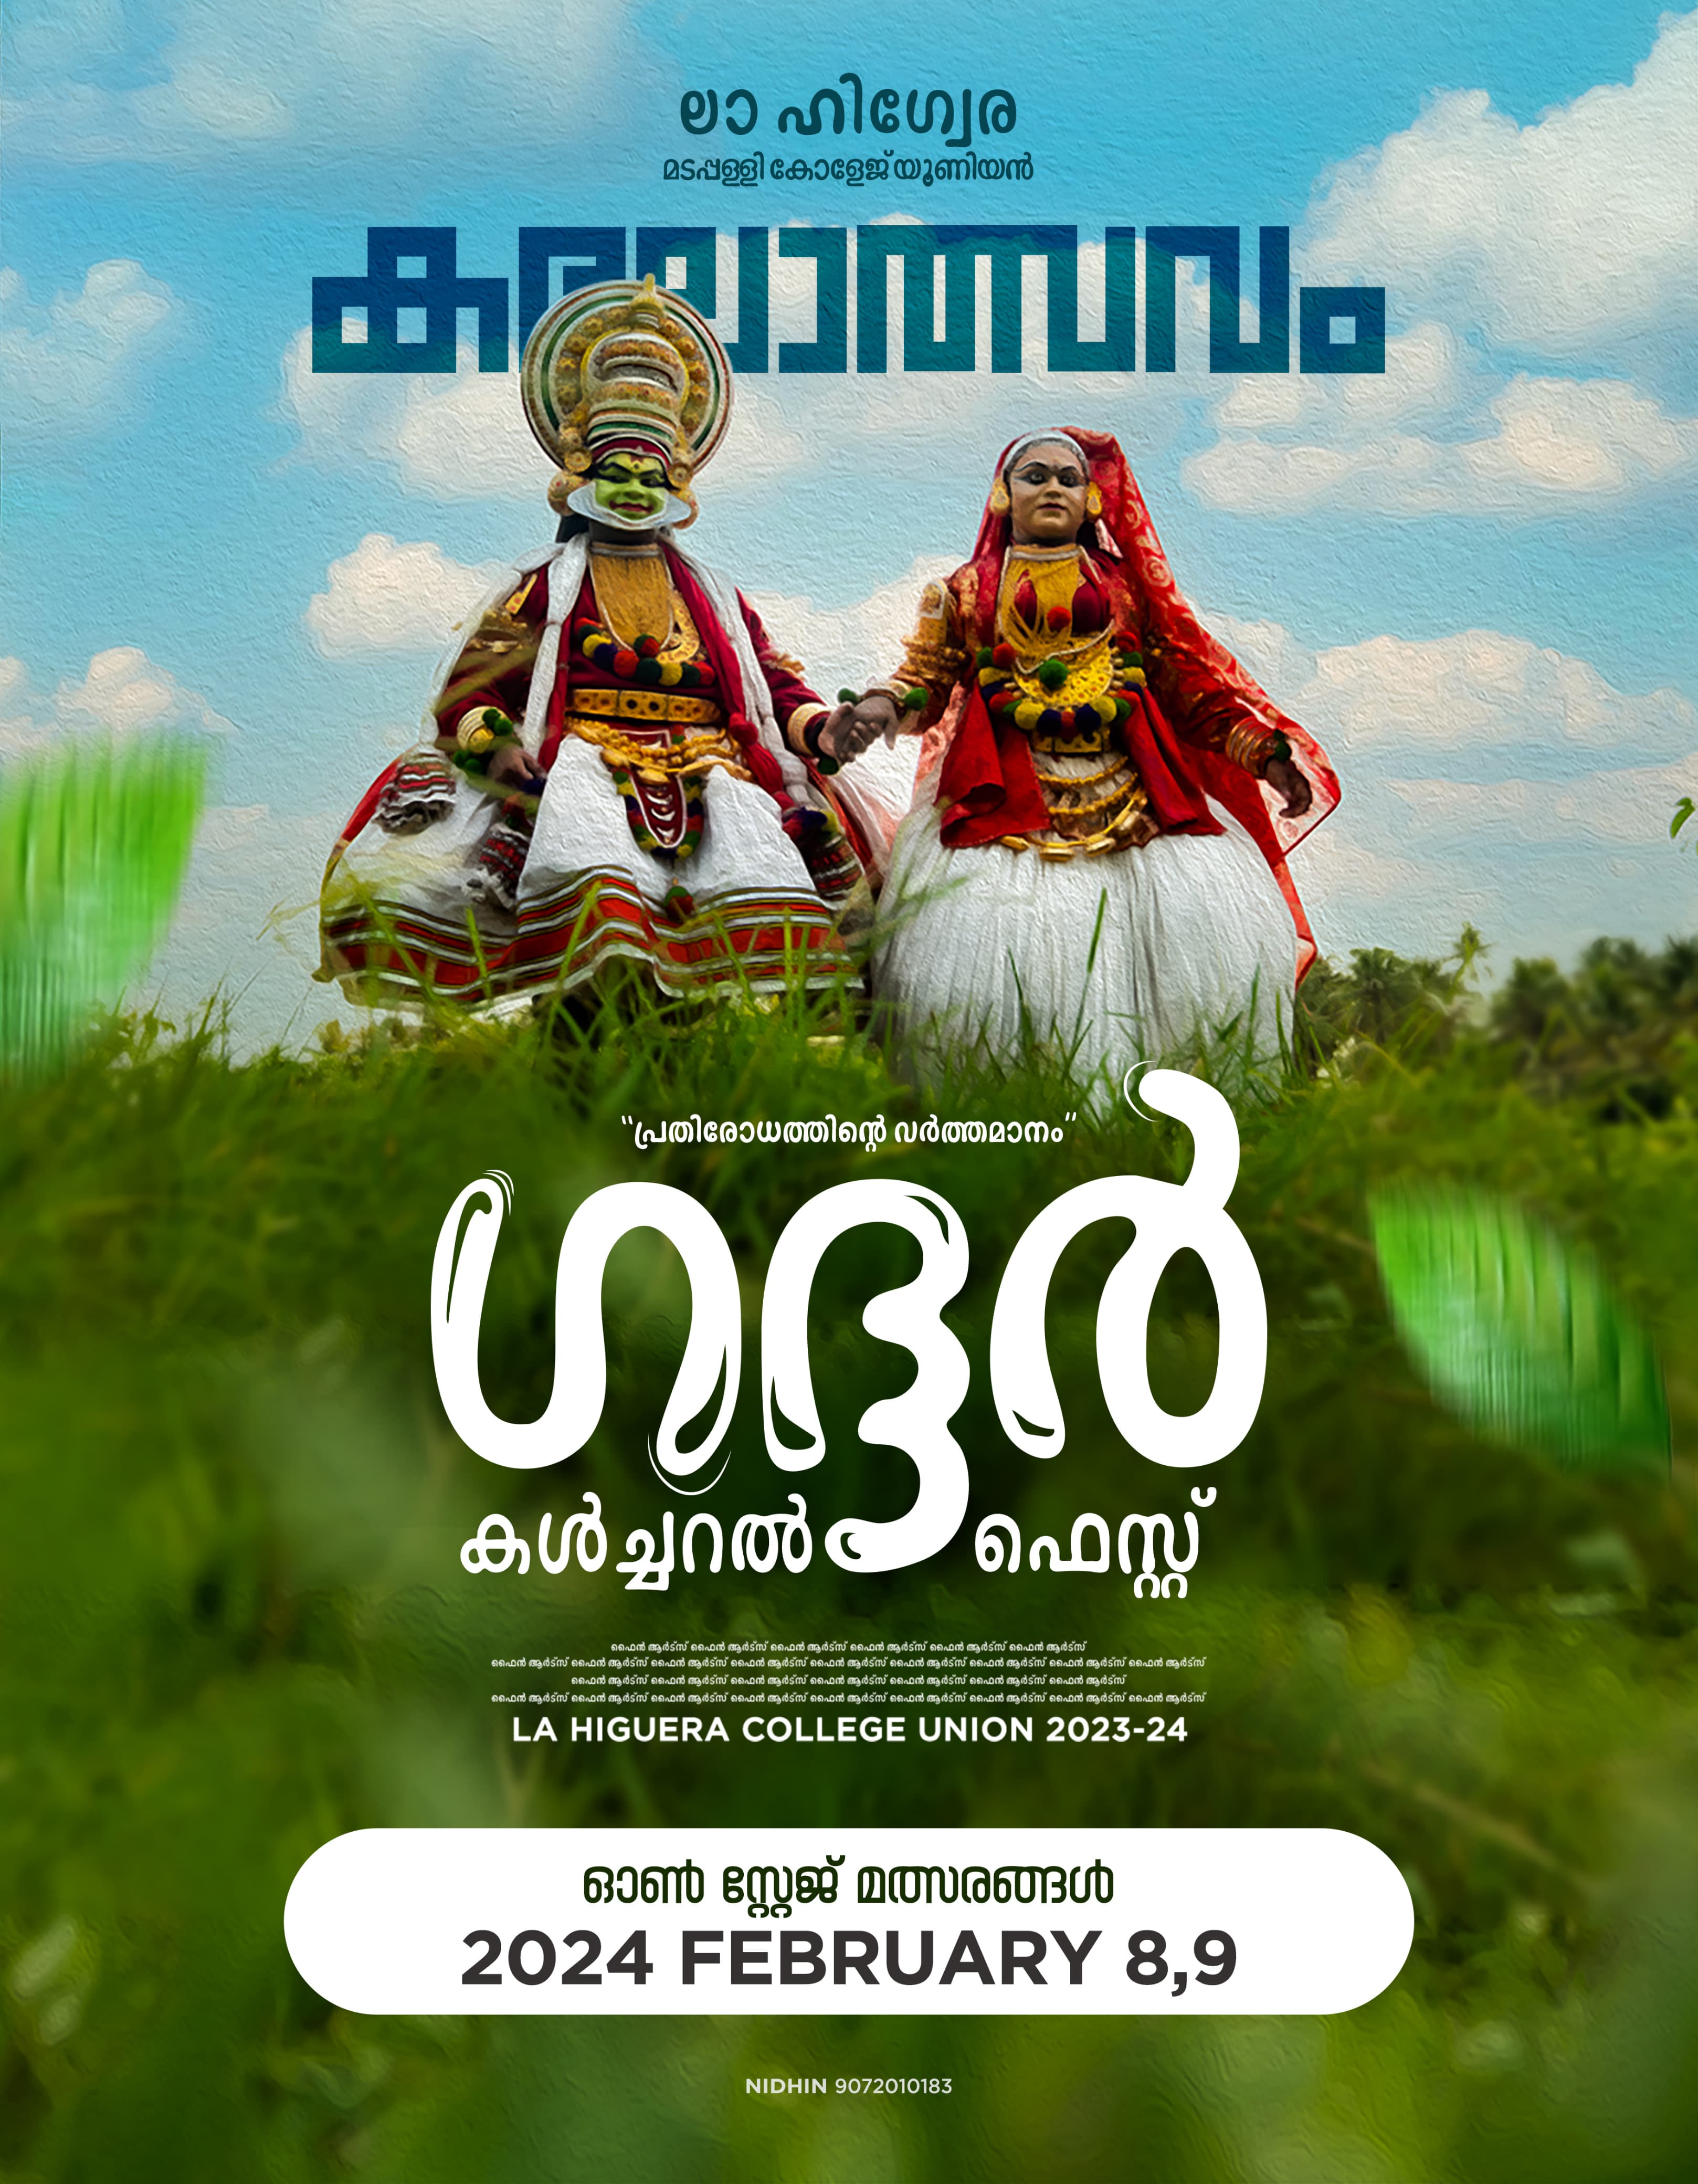 ലാ ഹിഗ്വേര
മടപ്പള്ളി കോളേജ് യൂണിയൻ
കലോത്സവം
“പ്രതിരോധത്തിന്റെ വർത്തമാനം”
ഗദ്ദർ
കൾച്ചറൽ ഫെസ്റ്റ്
ഫൈൻ ആർട്സ് ഫൈൻ ആർട്സ് ഫൈൻ ആർട്സ് ഫൈൻ ആർട്സ് ഫൈൻ ആർട്സ് ഫൈൻ ആർട്സ്
ഫൈൻ ആർട്സ് ഫൈൻ ആർട്സ് ഫൈൻ ആർട്സ് ഫൈൻ ആർട്സ് ഫൈൻ ആർട്സ് ഫൈൻ ആർട്സ് ഫൈൻ ആർട്സ് ഫൈൻ ആർട്സ് ഫൈൻ ആർട്സ്
ഫൈൻ ആർട്സ് ഫൈൻ ആർട്സ് ഫൈൻ ആർട്സ് ഫൈൻ ആർട്സ് ഫൈൻ ആർട്സ് ഫൈൻ ആർട്സ് ഫൈൻ ആർട്സ്
ഫൈൻ ആർട്സ് ഫൈൻ ആർട്സ് ഫൈൻ ആർട്സ് ഫൈൻ ആർട്സ് ഫൈൻ ആർട്സ് ഫൈൻ ആർട്സ് ഫൈൻ ആർട്സ് ഫൈൻ ആർട്സ് ഫൈൻ ആർട്സ്
LA HIGUERA COLLEGE UNION 2023-24
ഓൺ സ്റ്റേജ് മത്സരങ്ങൾ
2024 FEBRUARY 8,9
NIDHIN 9072010183